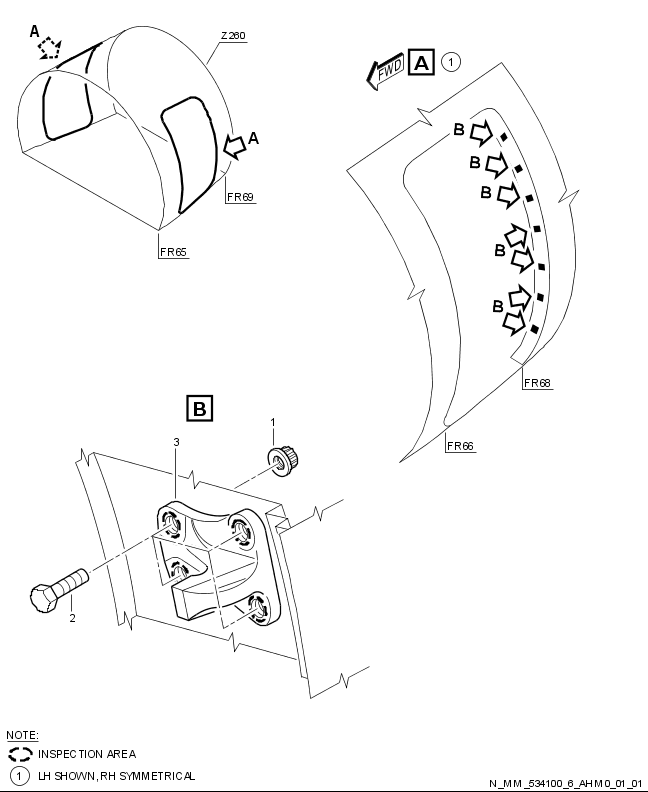 A
Z260
A
FR69
FR65
FWD
A
1
B
B
B
B
B
FR68
FR66
B
1
3
2
NOTE:
INSPECTION AREA
1 LH SHOWN, RH SYMMETRICAL
N_MM_534100_6_AHM0_01_01